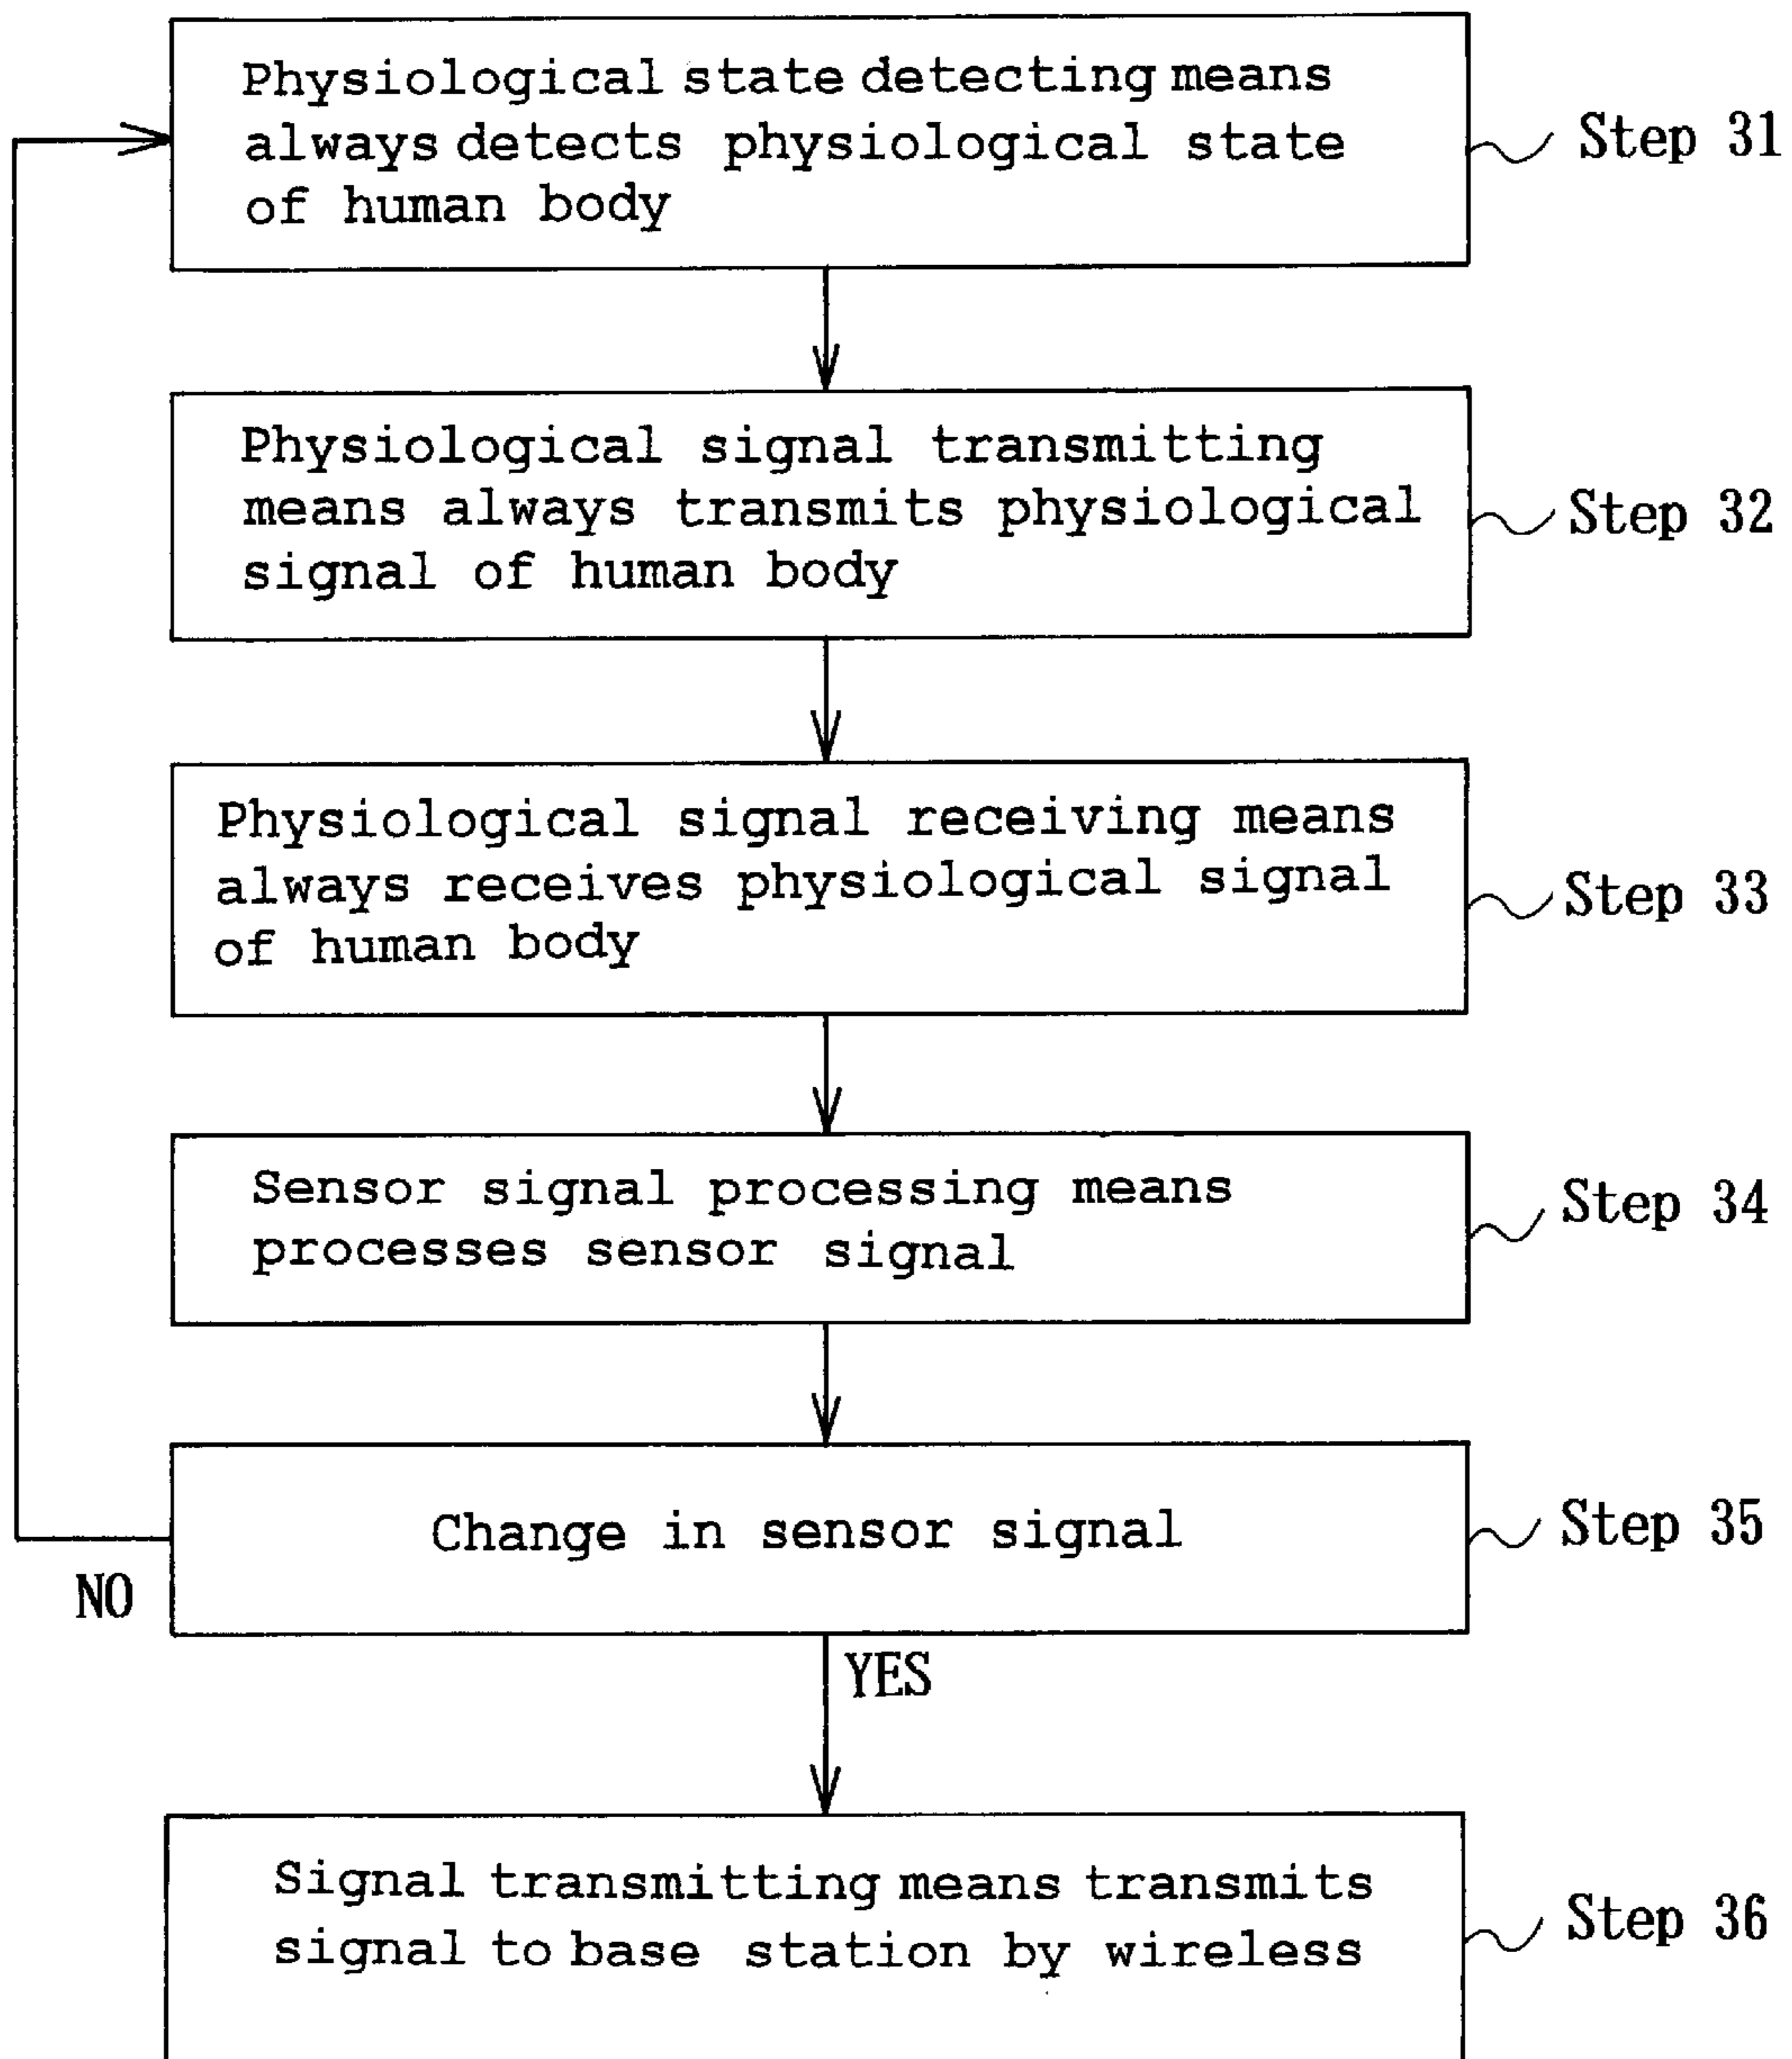 Physiological state detecting means
always detects physiological state
of human body
Step 31
Physiological signal transmitting
means always transmits physiological
signal of human body
Step 32
Physiological signal receiving means
always receives physiological signal
of human body
Step 33
Sensor signal processing means
processes sensor signal
Step 34
Change in sensor signal
Step 35
NO
YES
Signal transmitting means transmits
signal to base station by wireless
Step 36